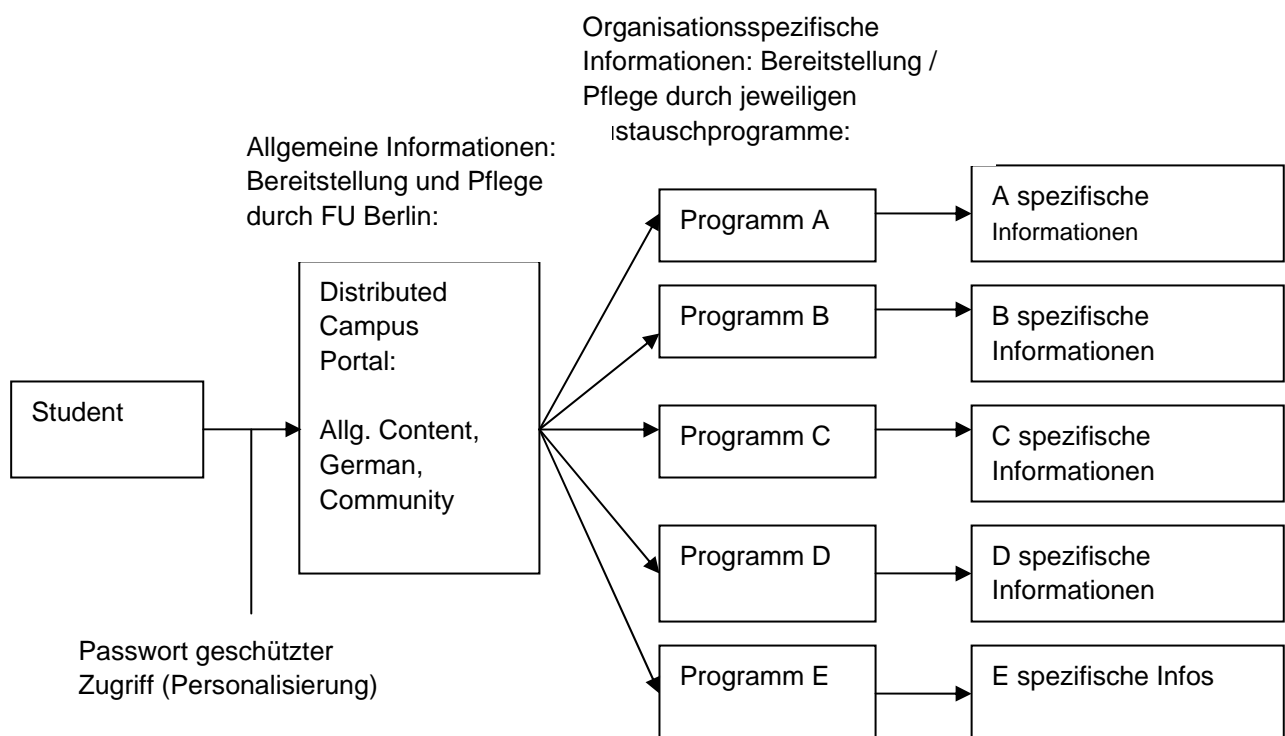 Organisationsspezifische
Informationen: Bereitstellung /
Pflege durch jeweiligen
ustauschprogramme:
Allgemeine Informationen:
Bereitstellung und Pflege
durch FU Berlin:
Student
Distributed
Campus
Portal:
Allg. Content,
German,
Community
Passwort geschützter
Zugriff (Personalisierung)
Programm A
A spezifische
Informationen
Programm B
B spezifische
Informationen
Programm C
C spezifische
Informationen
Programm D
D spezifische
Informationen
Programm E
E spezifische Infos